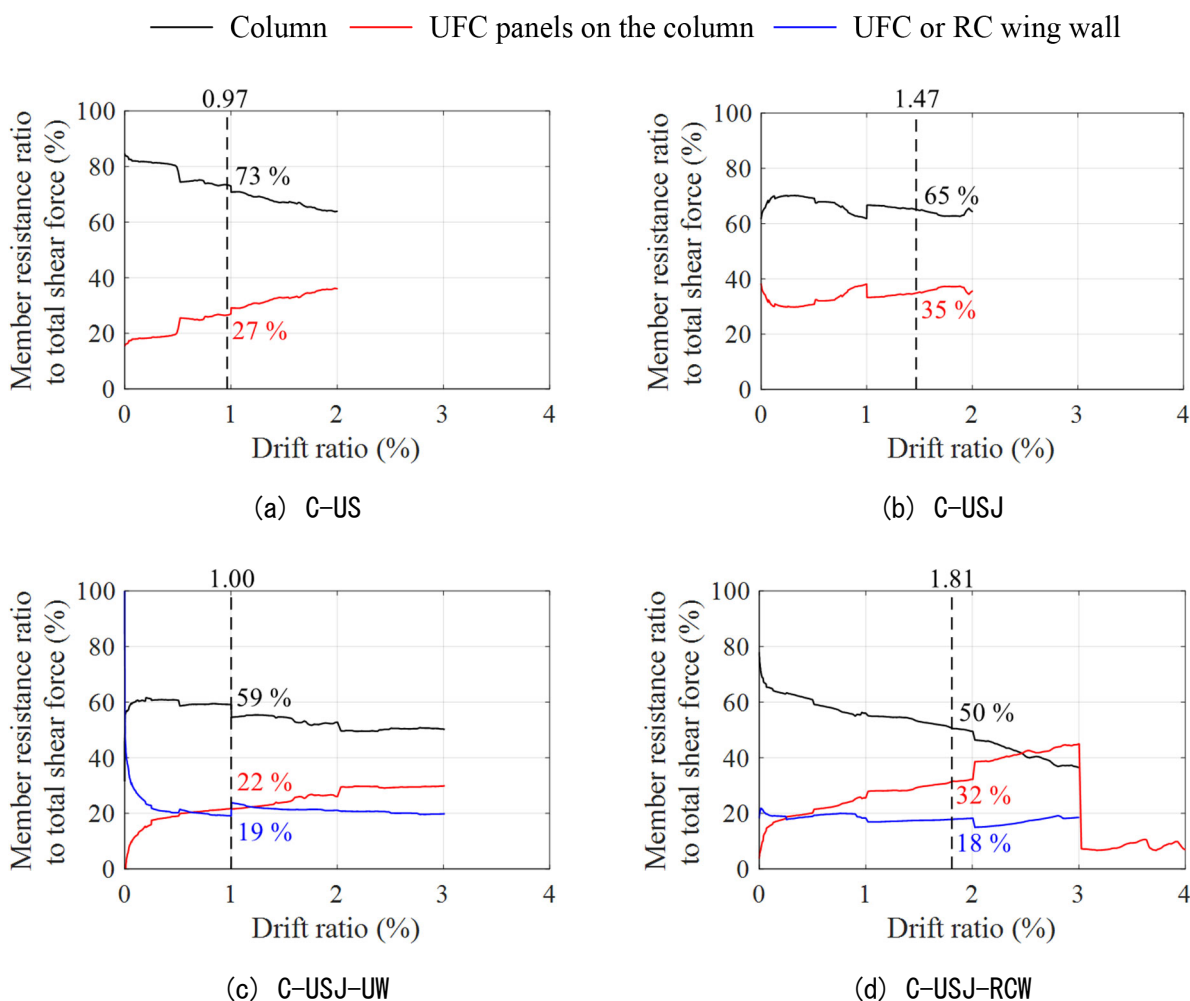 Column UFC panels on the column UFC or RC wing wall
0.97
Member resistance ratio
to total shear force (%)
100
80
60
40
20
0
73 %
27 %
0 1 2 3 4
Drift ratio (%)
(a) C-US
1.47
Member resistance ratio
to total shear force (%)
100
80
60
40
20
0
65 %
35 %
0 1 2 3 4
Drift ratio (%)
(b) C-USJ
1.00
Member resistance ratio
to total shear force (%)
100
80
60
40
20
0
59 %
22 %
19 %
0 1 2 3 4
Drift ratio (%)
(c) C-USJ-UW
1.81
Member resistance ratio
to total shear force (%)
100
80
60
40
20
0
50 %
32 %
18 %
0 1 2 3 4
Drift ratio (%)
(d) C-USJ-RCW